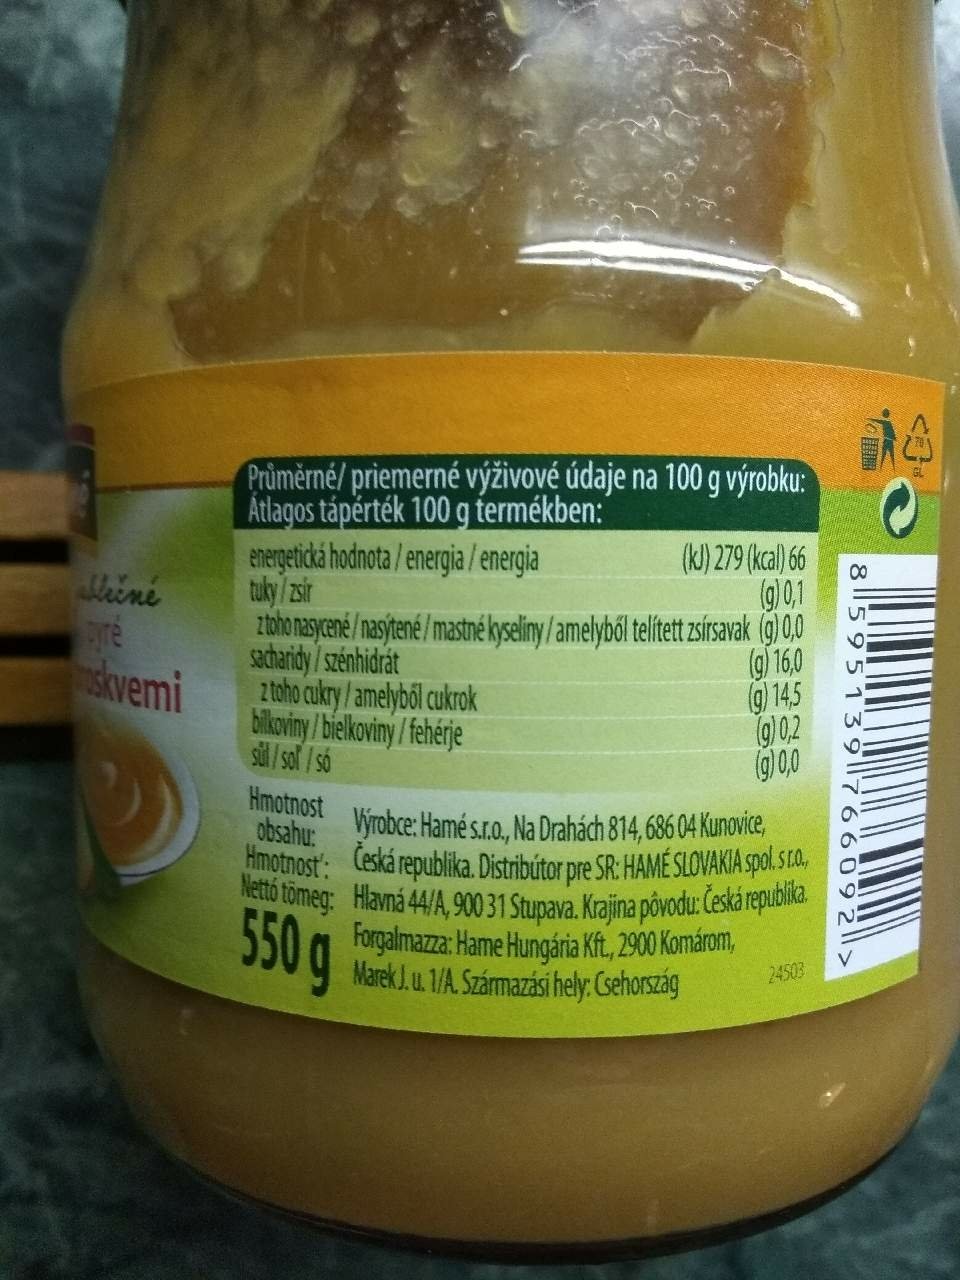 pyré
Průměrné/ priemerné výživové údaje na 100 g výrobku:
Átlagos tápérték 100 g termékben:
energetická hodnota / energia / energia (kJ) 279 (kcal) 66
tuky / zsír (g) 0,1
z toho nasycené / nasýtené / mastné kyseliny / amelyből telített zsírsavak (g) 0,0
sacharidy / szénhidrát (g) 16,0
z toho cukry / amelyből cukrok (g) 14,5
bílkoviny / bielkoviny / fehérje (g) 0,2
sůl / soľ / só (g) 0,0
Hmotnost
obsahu:
Hmotnosť:
Nettó tömeg:
550 g
Výrobce: Hamé s.r.o., Na Drahách 814, 686 04 Kunovice,
Česká republika. Distribútor pre SR: HAMÉ SLOVAKIA spol. s r.o.,
Hlavná 44/A, 900 31 Stupava. Krajina pôvodu: Česká republika.
Forgalmazza: Hame Hungária Kft., 2900 Komárom,
Marek J. u. 1/A. Származási hely: Csehország
24503
70
GL
8 595139 766092 >